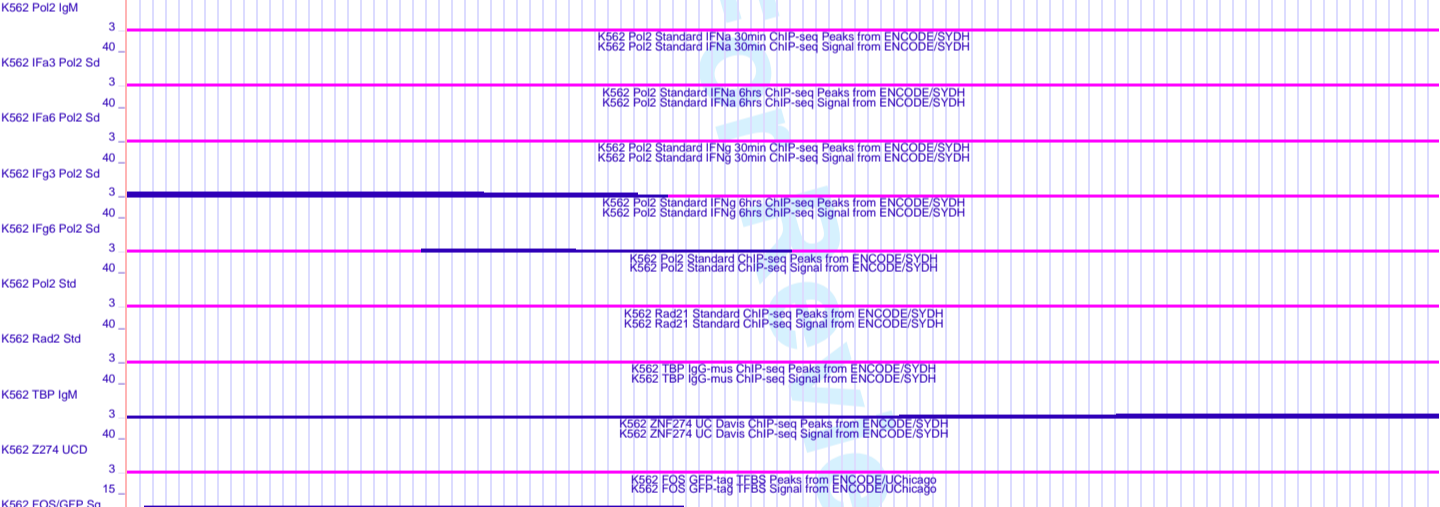 K562 Pol2 IgM
3
K562 Pol2 Standard IFNa 30min ChIP-seq Peaks from ENCODE/SYDH
40 K562 Pol2 Standard IFNa 30min ChIP-seq Signal from ENCODE/SYDH
K562 IFa3 Pol2 Sd
3
K562 Pol2 Standard IFNa 6hrs ChIP-seq Peaks from ENCODE/SYDH
40 K562 Pol2 Standard IFNa 6hrs ChIP-seq Signal from ENCODE/SYDH
K562 IFa6 Pol2 Sd
3
K562 Pol2 Standard IFNg 30min ChIP-seq Peaks from ENCODE/SYDH
40 K562 Pol2 Standard IFNg 30min ChIP-seq Signal from ENCODE/SYDH
K562 IFg3 Pol2 Sd
3
K562 Pol2 Standard IFNg 6hrs ChIP-seq Peaks from ENCODE/SYDH
40 K562 Pol2 Standard IFNg 6hrs ChIP-seq Signal from ENCODE/SYDH
K562 IFg6 Pol2 Sd
3
K562 Pol2 Standard ChIP-seq Peaks from ENCODE/SYDH
40 K562 Pol2 Standard ChIP-seq Signal from ENCODE/SYDH
K562 Pol2 Std
3
K562 Rad21 Standard ChIP-seq Peaks from ENCODE/SYDH
40 K562 Rad21 Standard ChIP-seq Signal from ENCODE/SYDH
K562 Rad2 Std
3
K562 TBP IgG-mus ChIP-seq Peaks from ENCODE/SYDH
40 K562 TBP IgG-mus ChIP-seq Signal from ENCODE/SYDH
K562 TBP IgM
3
K562 ZNF274 UC Davis ChIP-seq Peaks from ENCODE/SYDH
40 K562 ZNF274 UC Davis ChIP-seq Signal from ENCODE/SYDH
K562 Z274 UCD
3
K562 FOS GFP-tag TFBS Peaks from ENCODE/UChicago
15 K562 FOS GFP-tag TFBS Signal from ENCODE/UChicago
K562 FOS/GFP Sg